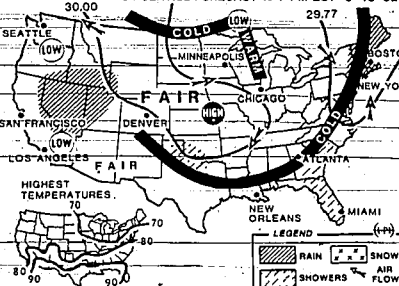 30.00
29.77
SEATTLE
LOW
COLD
LOW
WARM
MINNEAPOLIS
BOSTON
NEW YO
FAIR
CHICAGO
HIGH
SAN FRANCISCO
DENVER
COLD
LOW
LOS ANGELES
FAIR
ATLANTA
HIGHEST
TEMPERATURES
70
70
80
80
90
90
NEW
ORLEANS
MIAMI
LEGEND
UPI
RAIN
SNOW
SHOWERS
AIR
FLOW